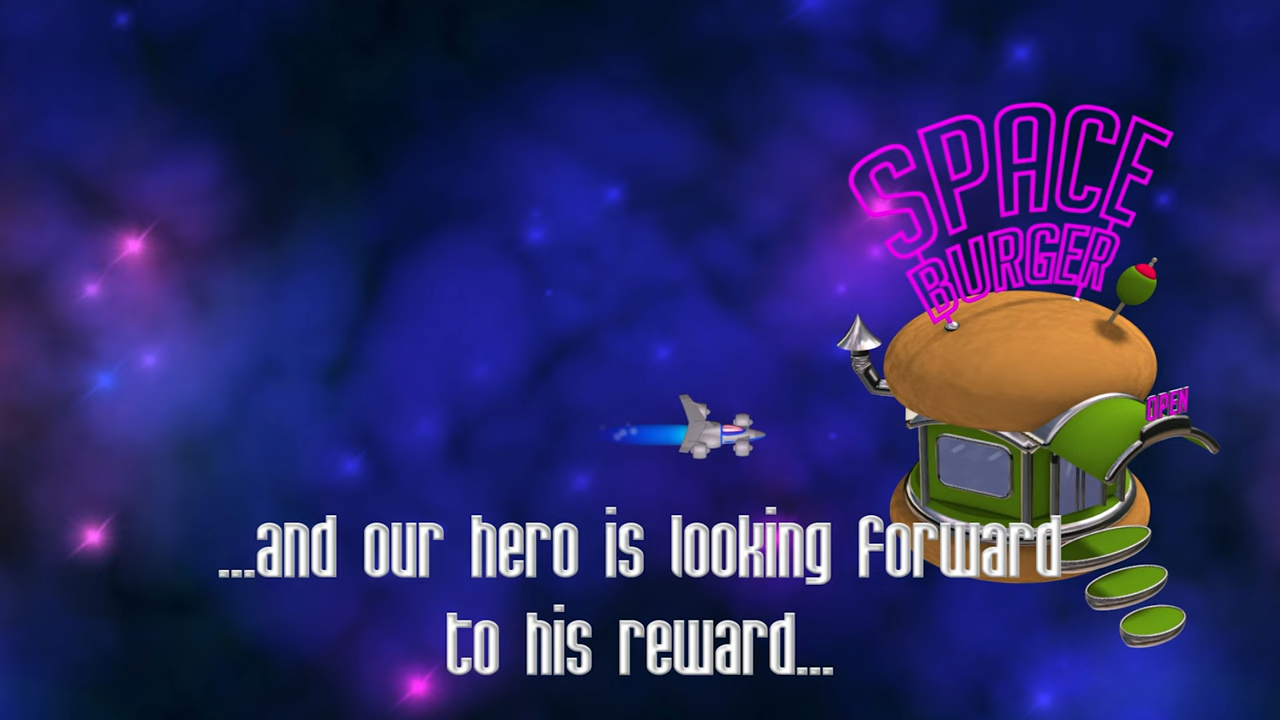 SPACE
BURGER
OPEN
...and our hero is looking forward
to his reward...